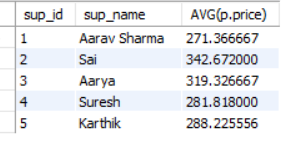 sup_id sup_name AVG(p.price)
1 Aarav Sharma 271.366667
2 Sai 342.672000
3 Aarya 319.326667
4 Suresh 281.818000
5 Karthik 288.225556